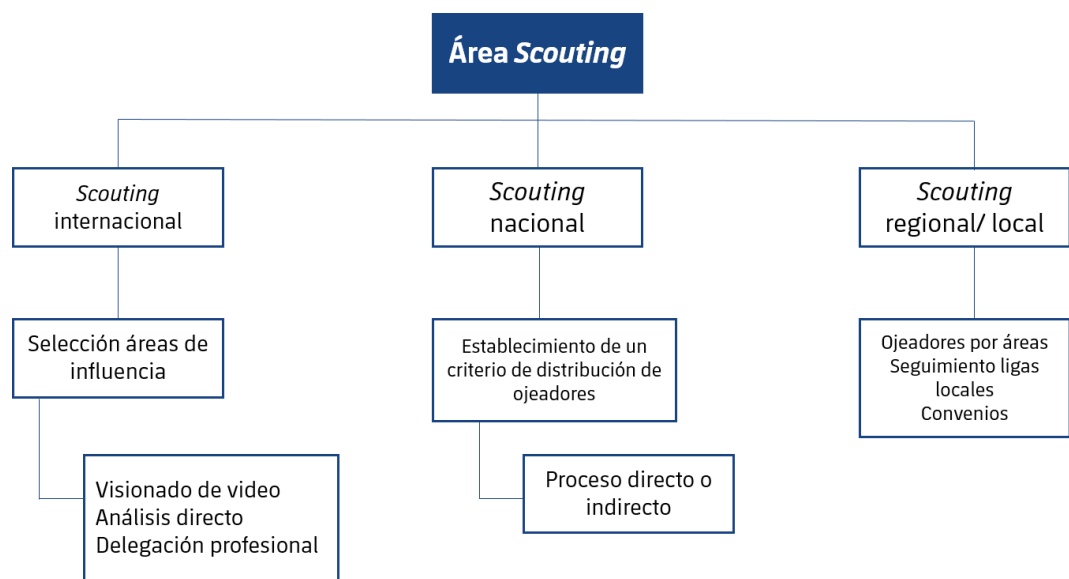 Área Scouting
Scouting
internacional
Scouting
nacional
Scouting
regional/ local
Selección áreas de
influencia
Establecimiento de un
criterio de distribución de
ojeadores
Ojeadores por áreas
Seguimiento ligas
locales
Convenios
Visionado de video
Análisis directo
Delegación profesional
Proceso directo o
indirecto